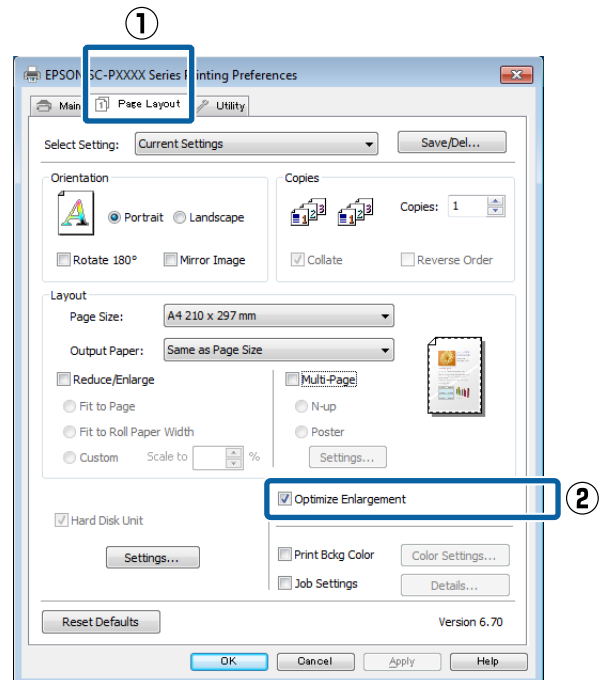 ①
EPSON SC-PXXXX Series Printing Preferences
Main Page Layout Utility
Select Setting: Current Settings Save/Del...
Orientation
Portrait Landscape
Rotate 180° Mirror Image
Copies
Copies: 1
Collate Reverse Order
Layout
Page Size: A4 210 x 297 mm
Output Paper: Same as Page Size
Reduce/Enlarge
Fit to Page
Fit to Roll Paper Width
Custom Scale to %
Multi-Page
N-up
Poster
Settings...
Optimize Enlargement
②
Hard Disk Unit
Settings...
Print Bckg Color Color Settings...
Job Settings Details...
Reset Defaults Version 6.70
OK Cancel Apply Help